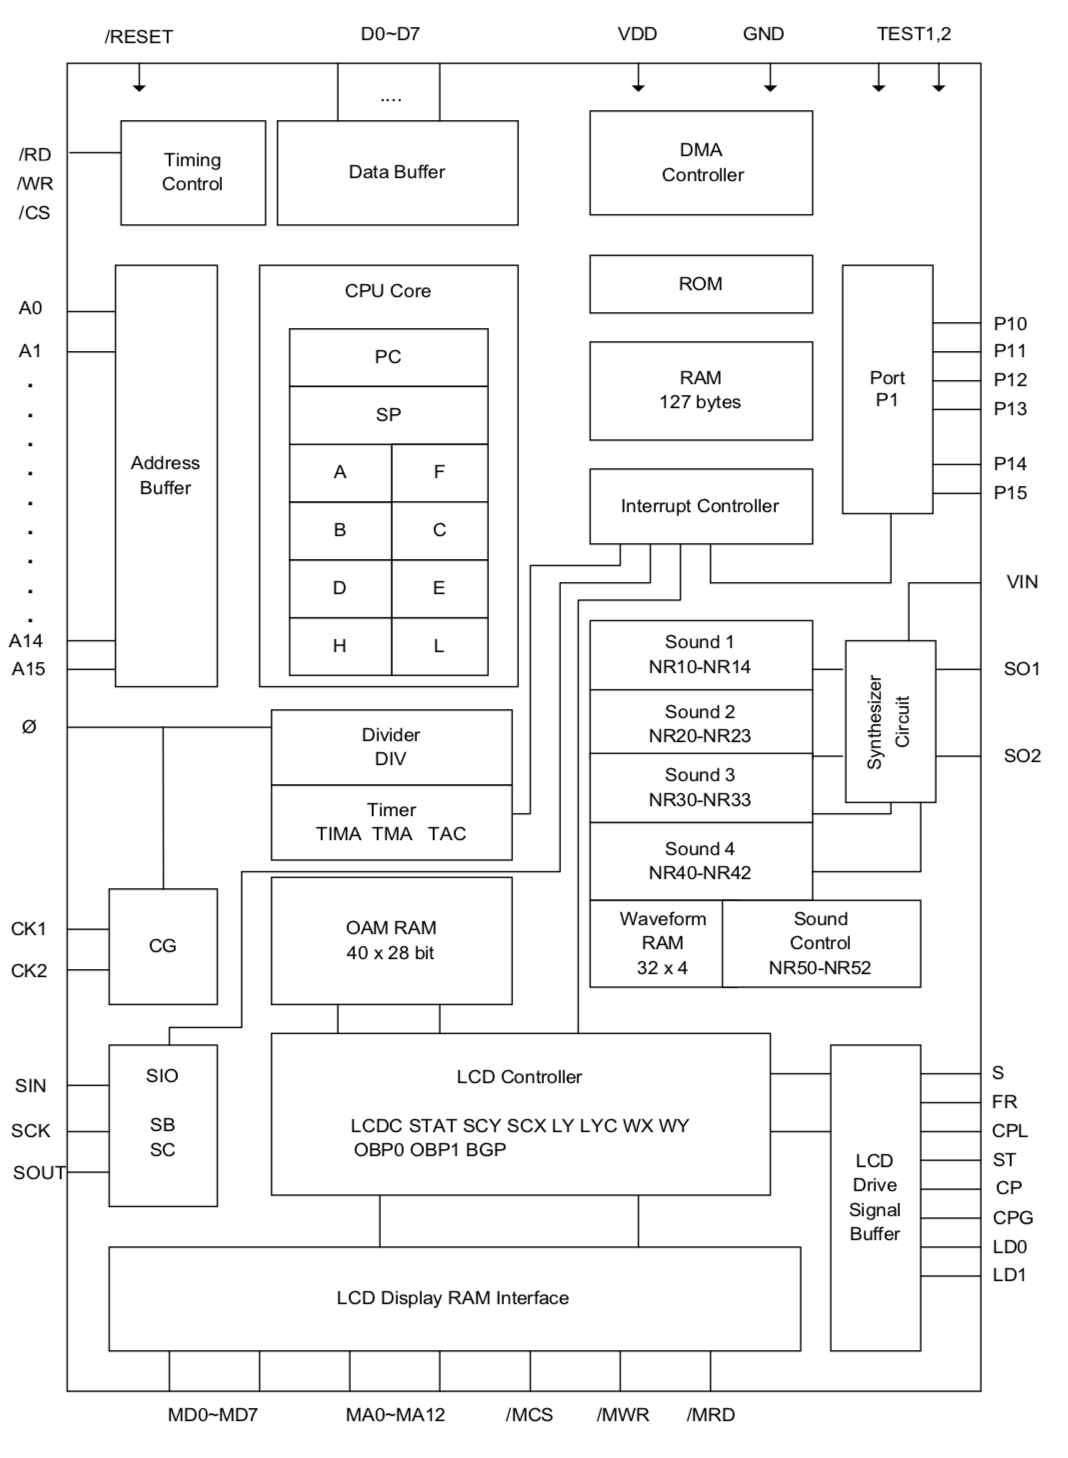 /RESET
D0~D7
VDD
GND
TEST1,2
....
/RD
/WR
/CS
Timing
Control
Data Buffer
DMA
Controller
A0
A1
.
.
.
.
.
.
.
.
.
A14
A15
Address
Buffer
CPU Core
PC
SP
A
F
B
C
D
E
H
L
ROM
RAM
127 bytes
Interrupt Controller
Port
P1
P10
P11
P12
P13
P14
P15
VIN
SO1
SO2
Sound 1
NR10-NR14
Sound 2
NR20-NR23
Sound 3
NR30-NR33
Sound 4
NR40-NR42
Waveform
RAM
32 x 4
Sound
Control
NR50-NR52
Synthesizer
Circuit
Ø
Divider
DIV
Timer
TIMA TMA TAC
CK1
CK2
CG
OAM RAM
40 x 28 bit
SIN
SCK
SOUT
SIO
SB
SC
LCD Controller
LCDC STAT SCY SCX LY LYC WX WY
OBP0 OBP1 BGP
LCD
Drive
Signal
Buffer
S
FR
CPL
ST
CP
CPG
LD0
LD1
LCD Display RAM Interface
MD0~MD7
MA0~MA12
/MCS
/MWR
/MRD